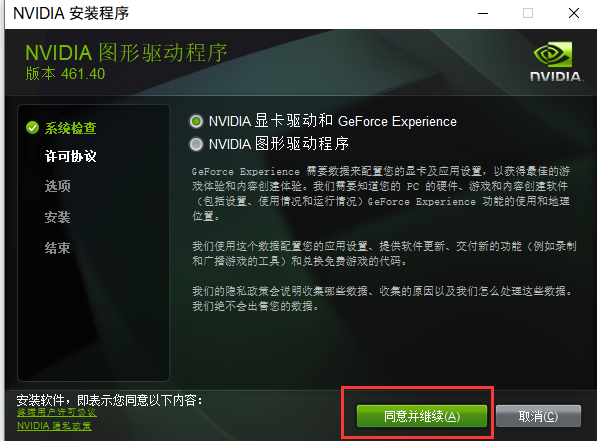 NVIDIA 安装程序
NVIDIA 图形驱动程序
版本 461.40
NVIDIA.
系统检查
许可协议
选项
安装
结束
NVIDIA 显卡驱动和 GeForce Experience
NVIDIA 图形驱动程序
GeForce Experience 需要数据来配置您的显卡及应用设置，以获得最佳的游
戏体验和内容创建体验。我们需要知道您的 PC 的硬件、游戏和内容创建软件
（包括设置、使用情况和运行情况）GeForce Experience 功能的使用和地理
位置。
我们使用这个数据配置您的应用设置、提供软件更新、交付新的功能（例如录制
和广播游戏的工具）和兑换免费游戏的代码。
我们的隐私政策会说明收集哪些数据、收集的原因以及我们怎么处理这些数据。
我们绝不会出售您的数据。
安装软件，即表示您同意以下内容：
终端用户许可协议
NVIDIA 隐私政策
同意并继续(A)
取消(C)